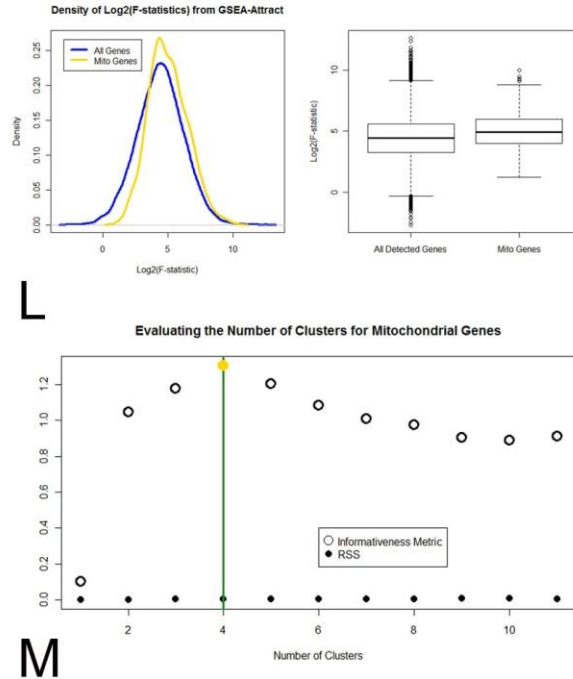 Density of Log2(F-statistics) from GSEA-Attract
All Genes
Mito Genes
0.25
0.20
0.15
0.10
0.05
0.00
Density
0 5 10
Log2(F-statistic)
10
5
0
Log2(F-statistic)
All Detected Genes Mito Genes
L
Evaluating the Number of Clusters for Mitochondrial Genes
1.2
1.0
0.8
0.6
0.4
0.2
0.0
Informativeness Metric
RSS
2 4 6 8 10
Number of Clusters
M